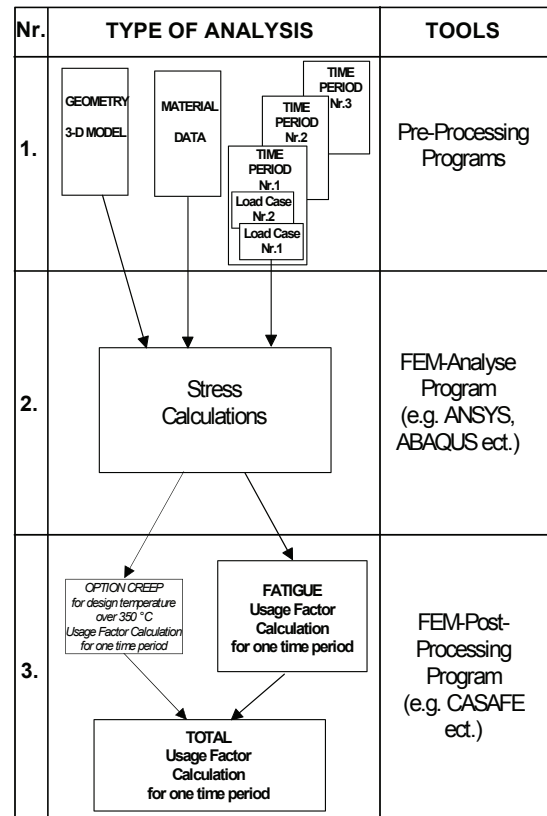 Nr.
TYPE OF ANALYSIS
TOOLS
1.
GEOMETRY
3-D MODEL
MATERIAL
DATA
TIME
PERIOD
Nr.3
TIME
PERIOD
Nr.2
TIME
PERIOD
Nr.1
Load Case
Nr.2
Load Case
Nr.1
Pre-Processing
Programs
2.
Stress
Calculations
FEM-Analyse
Program
(e.g. ANSYS,
ABAQUS ect.)
3.
OPTION CREEP
for design temperature
over 350 °C
Usage Factor Calculation
for one time period
FATIGUE
Usage Factor
Calculation
for one time period
TOTAL
Usage Factor
Calculation
for one time period
FEM-Post-
Processing
Program
(e.g. CASAFE
ect.)